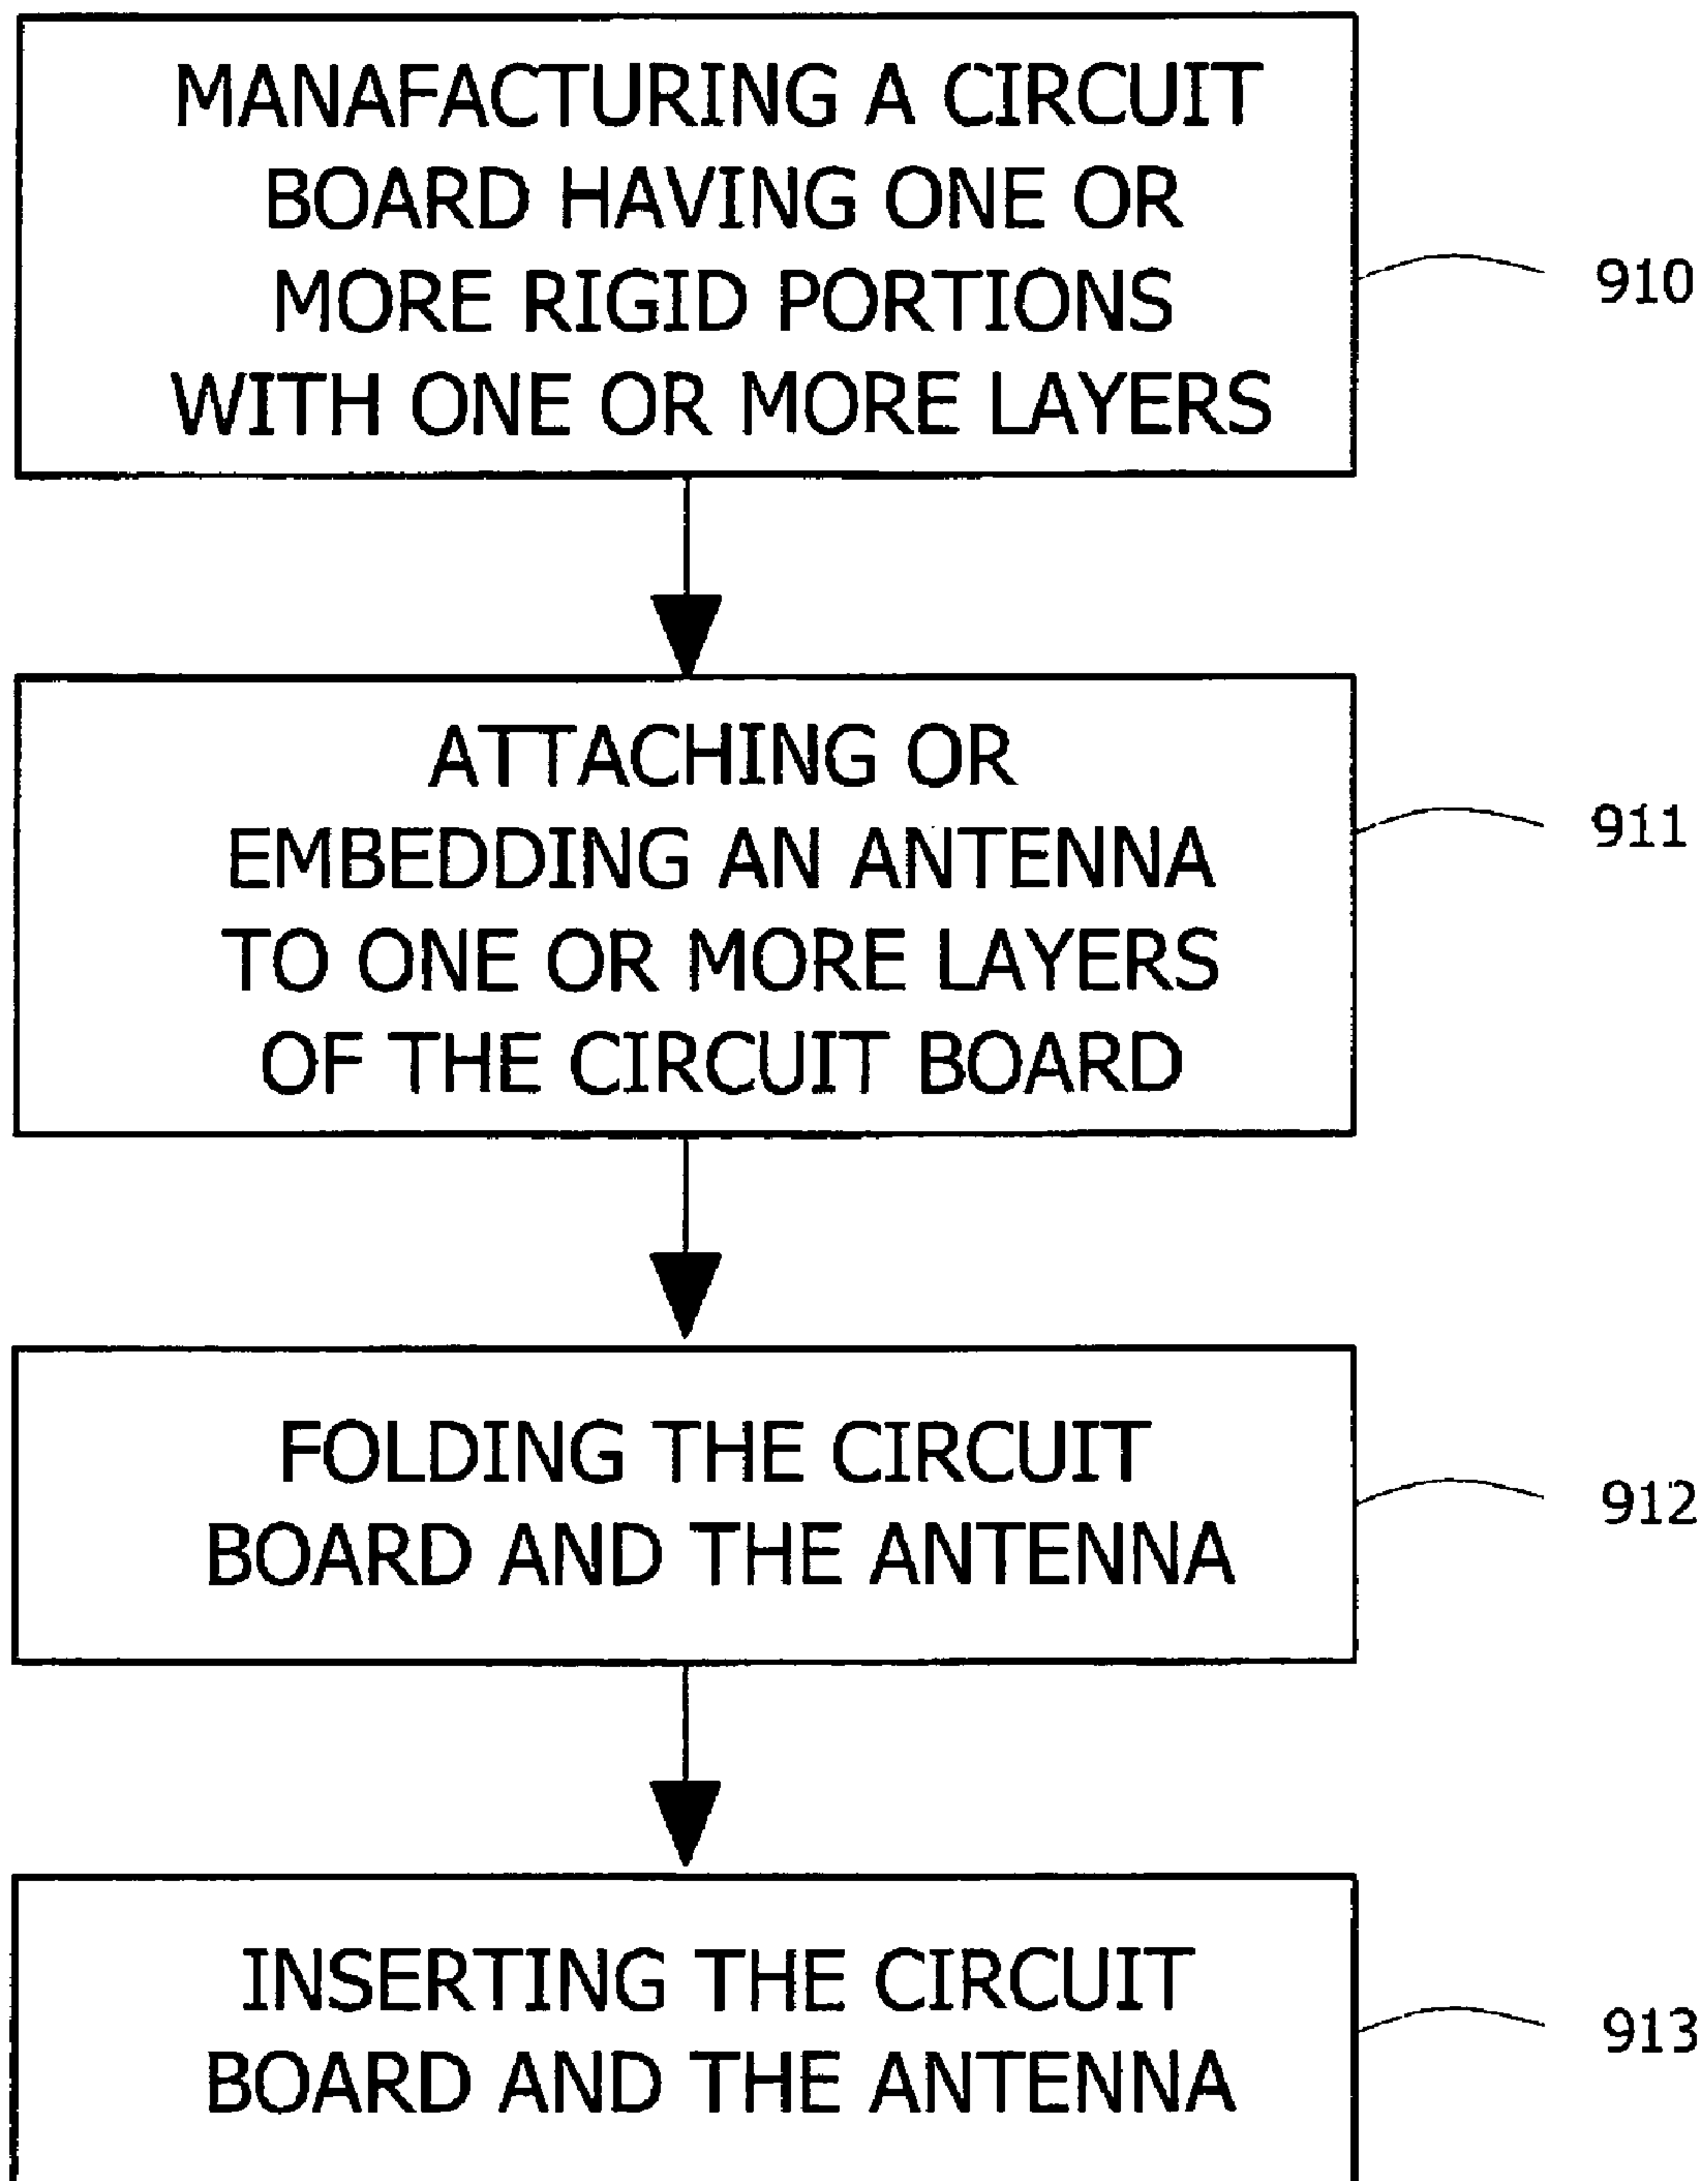 MANAFACTURING A CIRCUIT
BOARD HAVING ONE OR
MORE RIGID PORTIONS
WITH ONE OR MORE LAYERS
910
ATTACHING OR
EMBEDDING AN ANTENNA
TO ONE OR MORE LAYERS
OF THE CIRCUIT BOARD
911
FOLDING THE CIRCUIT
BOARD AND THE ANTENNA
912
INSERTING THE CIRCUIT
BOARD AND THE ANTENNA
913